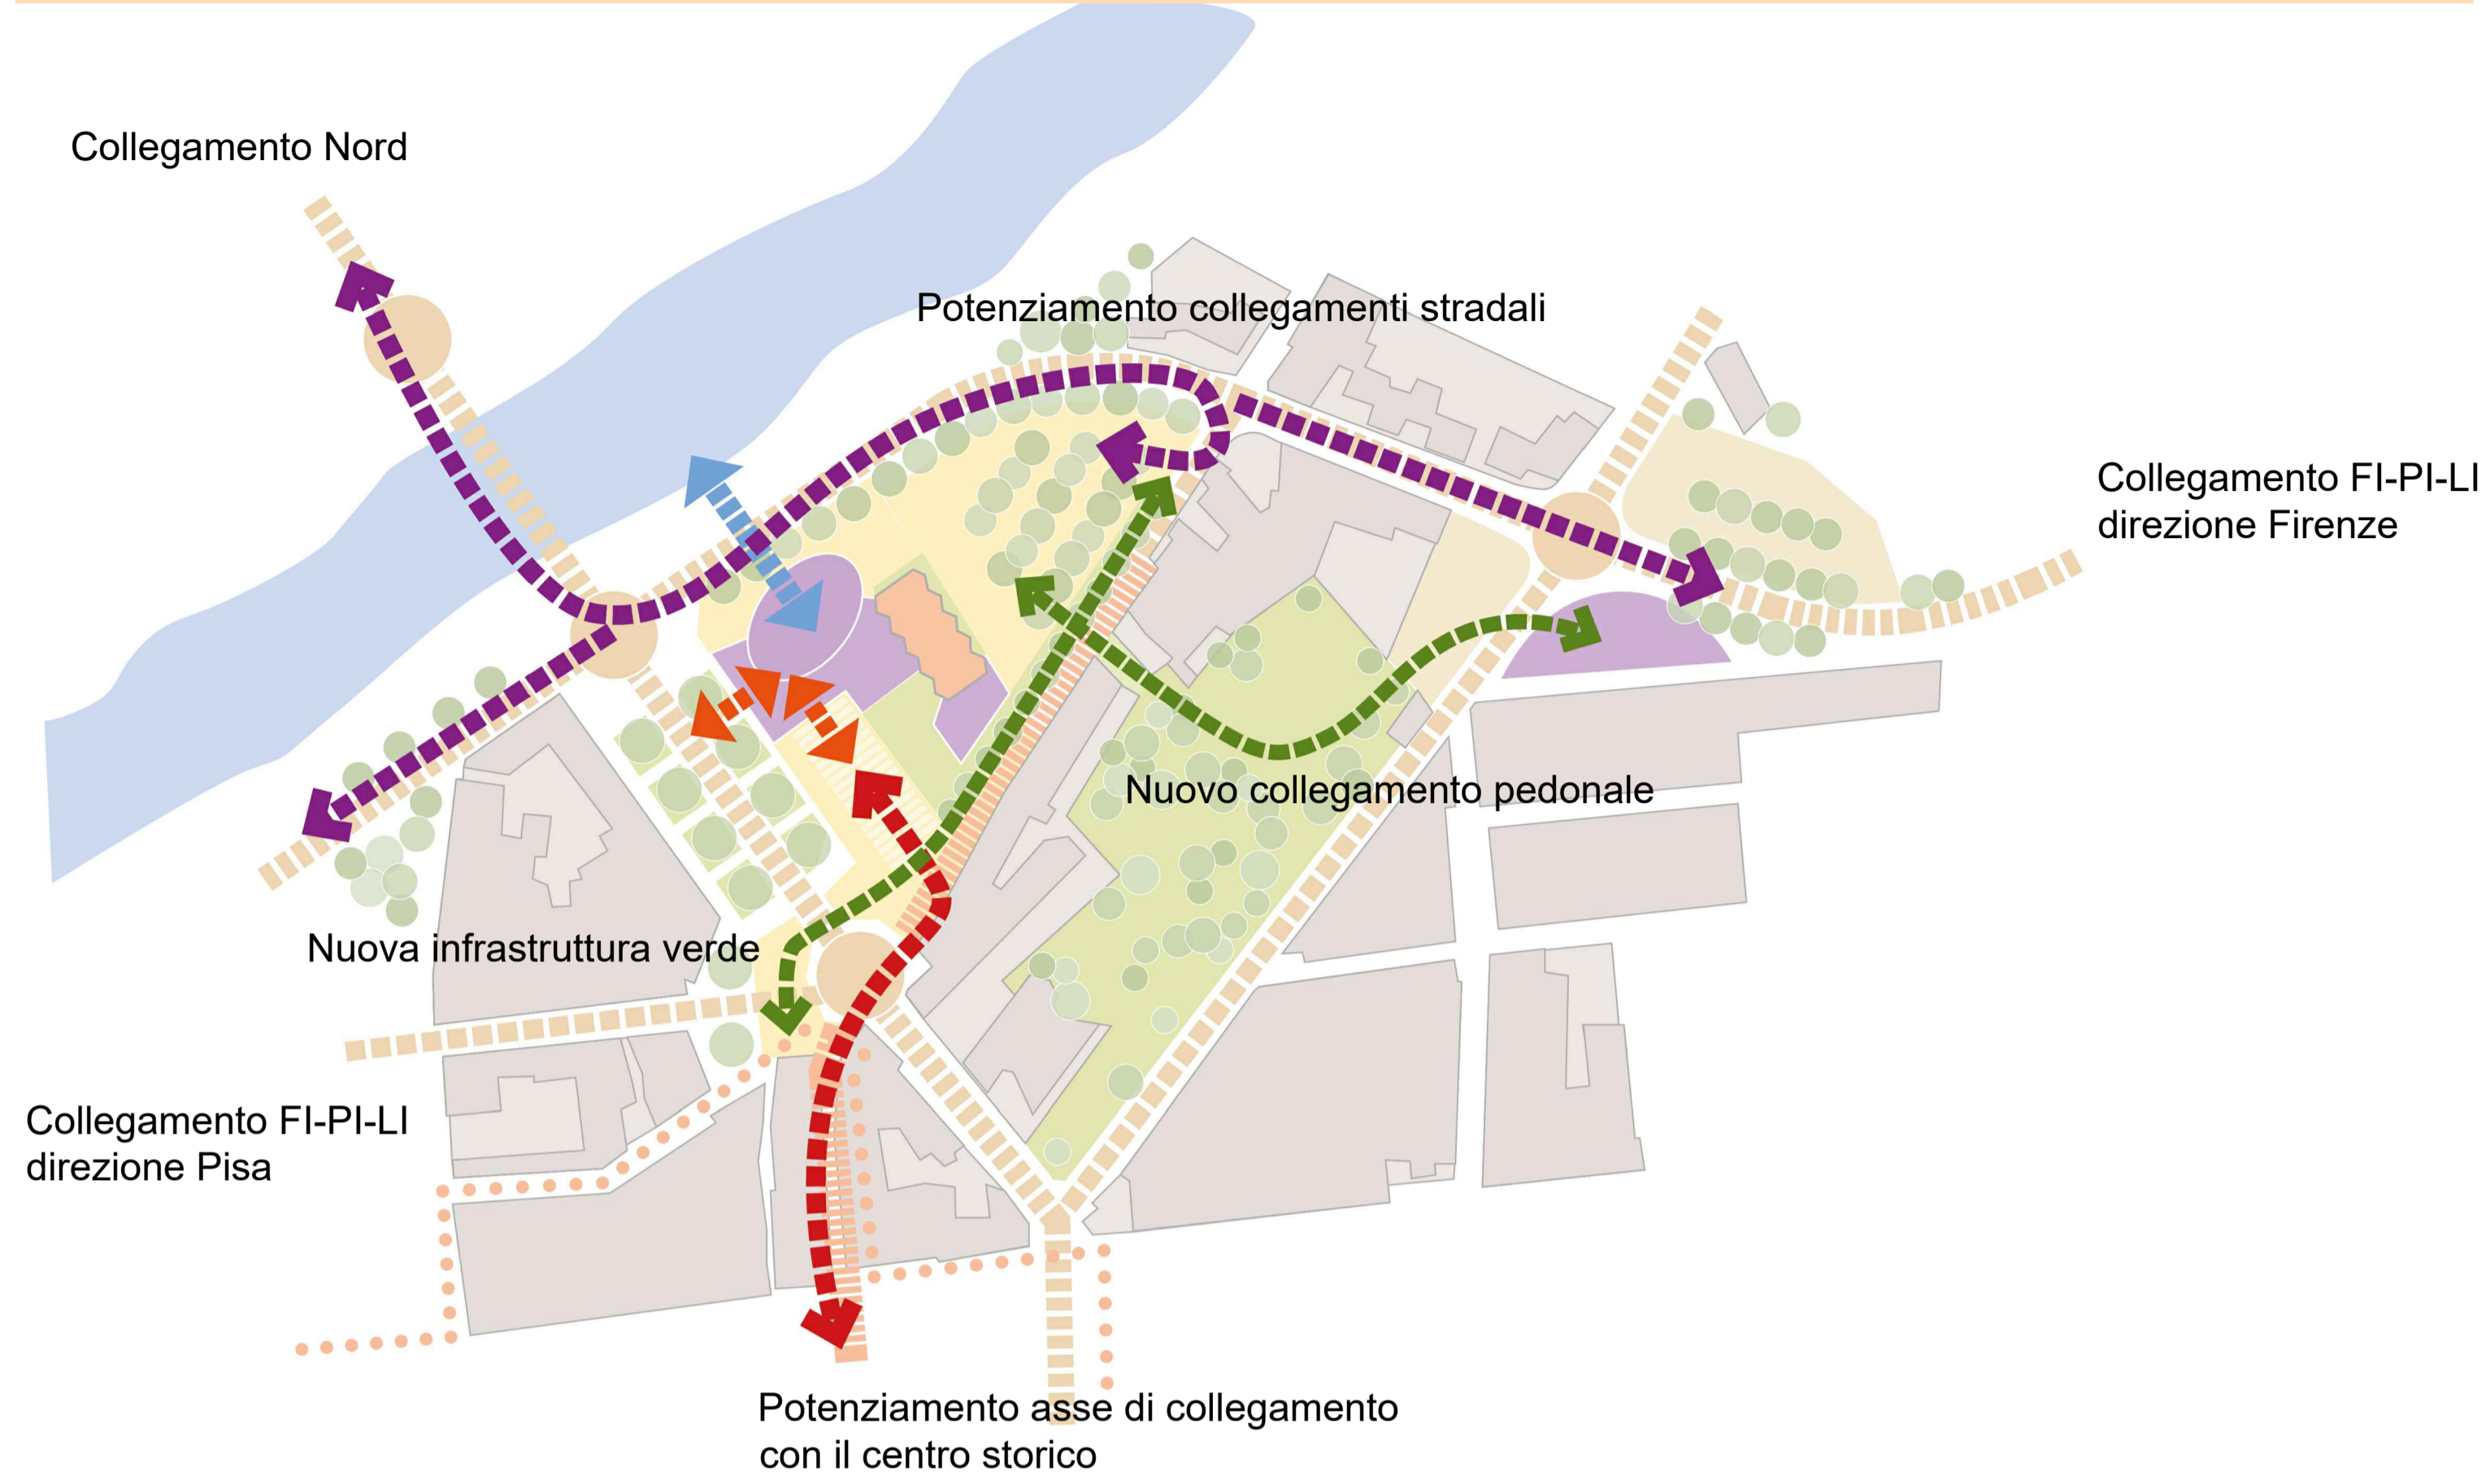 Collegamento Nord
Potenziamento collegamenti stradali
Collegamento FI-PI-LI
direzione Firenze
Nuovo collegamento pedonale
Nuova infrastruttura verde
Collegamento FI-PI-LI
direzione Pisa
Potenziamento asse di collegamento
con il centro storico